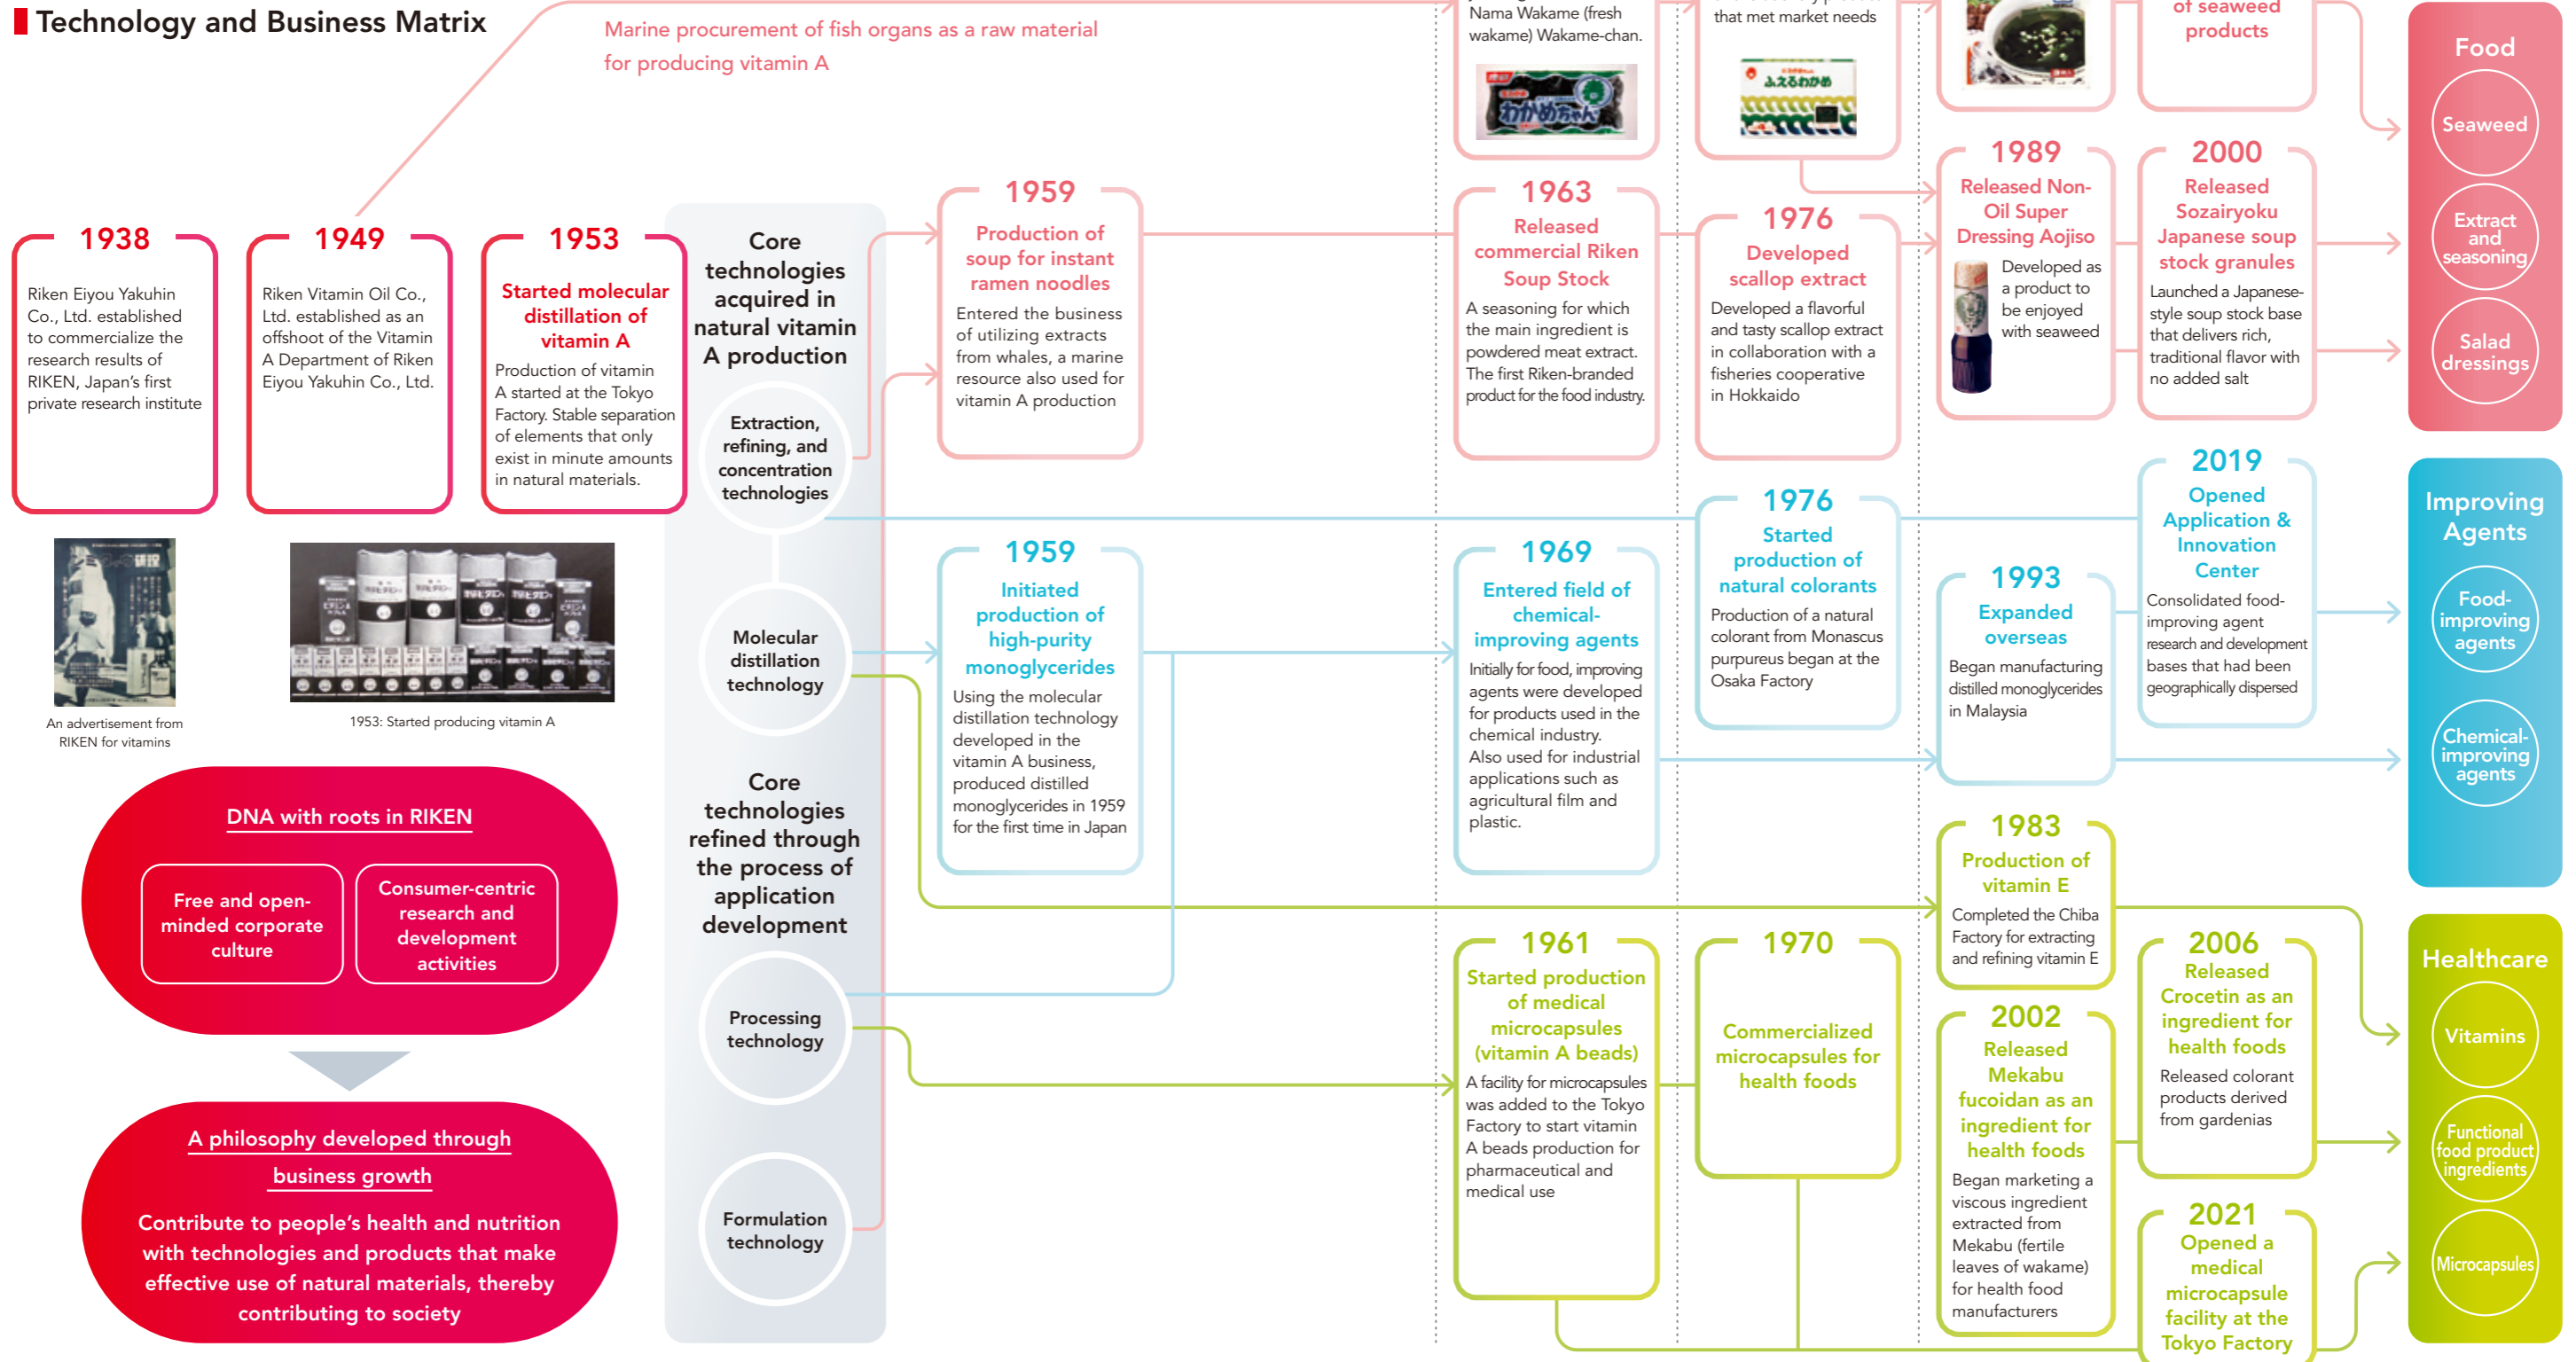 Technology and Business Matrix
Marine procurement of fish organs as a raw material
for producing vitamin A
Nama Wakame (fresh
wakame) Wakame-chan.
わかめちゃん
that met market needs
ふえるわかめ
of seaweed
products
1938
Riken Eiyou Yakuhin
Co., Ltd. established
to commercialize the
research results of
RIKEN, Japan's first
private research institute
1949
Riken Vitamin Oil Co.,
Ltd. established as an
offshoot of the Vitamin
A Department of Riken
Eiyou Yakuhin Co., Ltd.
1953
Started molecular
distillation of
vitamin A
Production of vitamin
A started at the Tokyo
Factory. Stable separation
of elements that only
exist in minute amounts
in natural materials.
An advertisement from
RIKEN for vitamins
1953: Started producing vitamin A
DNA with roots in RIKEN
Free and open-
minded corporate
culture
Consumer-centric
research and
development
activities
A philosophy developed through
business growth
Contribute to people's health and nutrition
with technologies and products that make
effective use of natural materials, thereby
contributing to society
Core
technologies
acquired in
natural vitamin
A production
Extraction,
refining, and
concentration
technologies
Molecular
distillation
technology
Core
technologies
refined through
the process of
application
development
Processing
technology
Formulation
technology
1959
Production of
soup for instant
ramen noodles
Entered the business
of utilizing extracts
from whales, a marine
resource also used for
vitamin A production
1963
Released
commercial Riken
Soup Stock
A seasoning for which
the main ingredient is
powdered meat extract.
The first Riken-branded
product for the food industry.
1976
Developed
scallop extract
Developed a flavorful
and tasty scallop extract
in collaboration with a
fisheries cooperative
in Hokkaido
1989
Released Non-
Oil Super
Dressing Aojiso
Developed as
a product to
be enjoyed
with seaweed
2000
Released
Sozairyoku
Japanese soup
stock granules
Launched a Japanese-
style soup stock base
that delivers rich,
traditional flavor with
no added salt
Food
Seaweed
Extract
and
seasoning
Salad
dressings
1959
Initiated
production of
high-purity
monoglycerides
Using the molecular
distillation technology
developed in the
vitamin A business,
produced distilled
monoglycerides in 1959
for the first time in Japan
1969
Entered field of
chemical-
improving agents
Initially for food, improving
agents were developed
for products used in the
chemical industry.
Also used for industrial
applications such as
agricultural film and
plastic.
1976
Started
production of
natural colorants
Production of a natural
colorant from Monascus
purpureus began at the
Osaka Factory
1993
Expanded
overseas
Began manufacturing
distilled monoglycerides
in Malaysia
2019
Opened
Application &
Innovation
Center
Consolidated food-
improving agent
research and development
bases that had been
geographically dispersed
Improving
Agents
Food-
improving
agents
Chemical-
improving
agents
1961
Started production
of medical
microcapsules
(vitamin A beads)
A facility for microcapsules
was added to the Tokyo
Factory to start vitamin
A beads production for
pharmaceutical and
medical use
1970
Commercialized
microcapsules for
health foods
1983
Production of
vitamin E
Completed the Chiba
Factory for extracting
and refining vitamin E
2002
Released
Mekabu
fucoidan as an
ingredient for
health foods
Began marketing a
viscous ingredient
extracted from
Mekabu (fertile
leaves of wakame)
for health food
manufacturers
2006
Released
Crocetin as an
ingredient for
health foods
Released colorant
products derived
from gardenias
2021
Opened a
medical
microcapsule
facility at the
Tokyo Factory
Healthcare
Vitamins
Functional
food product
ingredients
Microcapsules